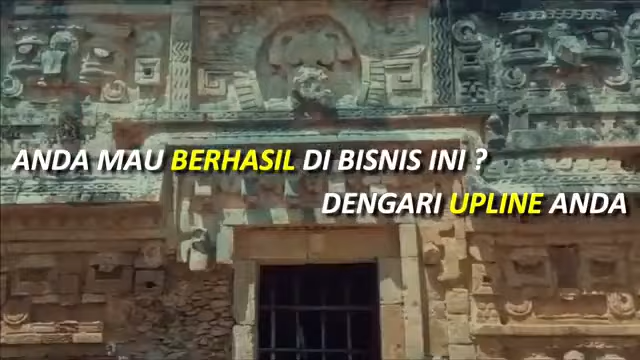 ANDA MAU BERHASIL DI BISNIS INI ?
DENGARI UPLINE ANDA